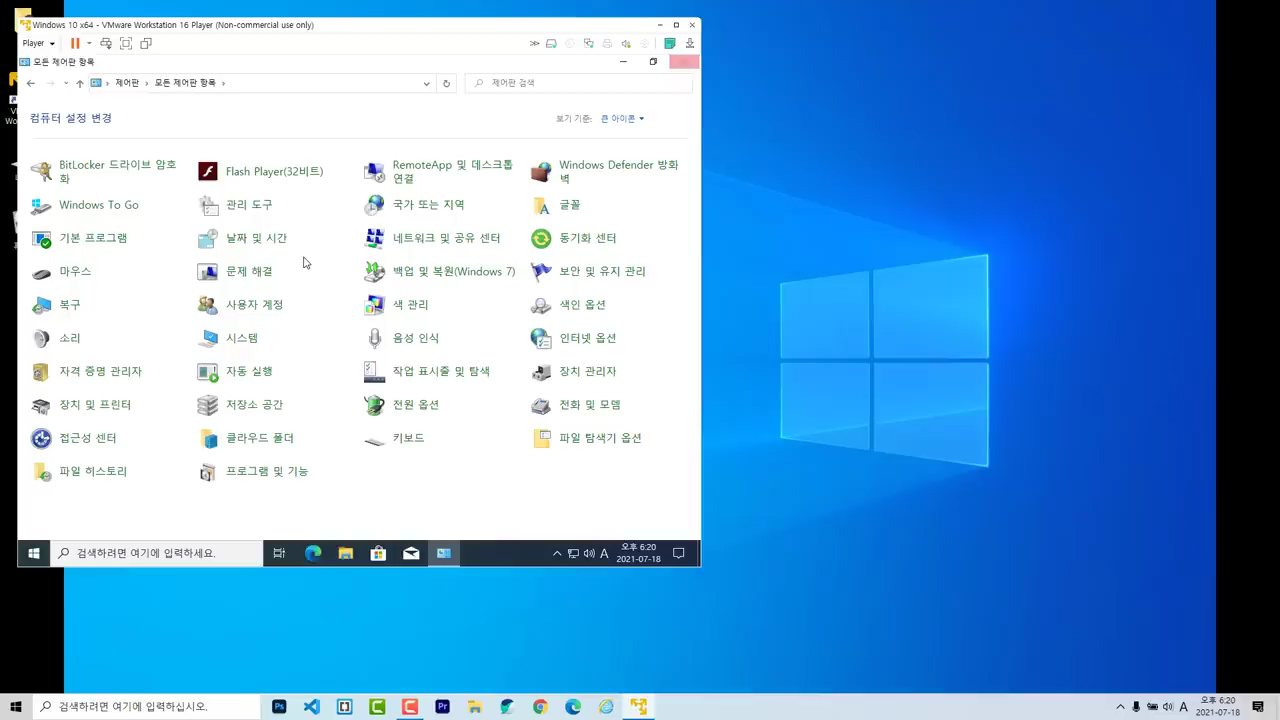 Windows 10 x64 - VMware Workstation 16 Player (Non-commercial use only)
Player
모든 제어판 항목
제어판 모든 제어판 항목
제어판 검색
컴퓨터 설정 변경
보기 기준: 큰 아이콘
BitLocker 드라이브 암호
화
Flash Player(32비트)
RemoteApp 및 데스크톱
연결
Windows Defender 방화
벽
Windows To Go
관리 도구
국가 또는 지역
글꼴
기본 프로그램
날짜 및 시간
네트워크 및 공유 센터
동기화 센터
마우스
문제 해결
백업 및 복원(Windows 7)
보안 및 유지 관리
복구
사용자 계정
색 관리
색인 옵션
소리
시스템
음성 인식
인터넷 옵션
자격 증명 관리자
자동 실행
작업 표시줄 및 탐색
장치 관리자
장치 및 프린터
저장소 공간
전원 옵션
전화 및 모뎀
접근성 센터
클라우드 폴더
키보드
파일 탐색기 옵션
파일 히스토리
프로그램 및 기능
검색하려면 여기에 입력하세요.
A
오후 6:20
2021-07-18
검색하려면 여기에 입력하십시오.
Ps
Pr
A
오후 6:20
2021-07-18